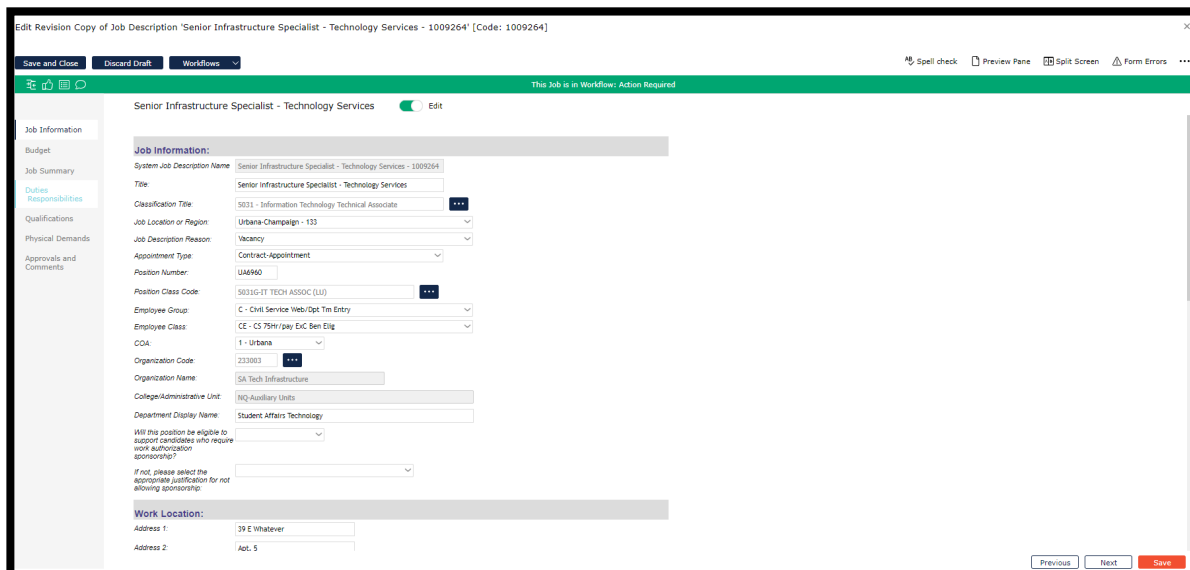 Edit Revision Copy of Job Description 'Senior Infrastructure Specialist - Technology Services - 1009264' [Code: 1009264]
Save and Close Discard Draft Workflows Spell check Preview Pane Split Screen Form Errors
This Job is in Workflow: Action Required
Senior Infrastructure Specialist - Technology Services Edit
Job Information
Budget
Job Summary
Duties
Responsibilities
Qualifications
Physical Demands
Approvals and
Comments
Job Information:
System Job Description Name Senior Infrastructure Specialist - Technology Services - 1009264
Title: Senior Infrastructure Specialist - Technology Services
Classification Title: 5031 - Information Technology Technical Associate
Job Location or Region: Urbana-Champaign - 133
Job Description Reason: Vacancy
Appointment Type: Contract-Appointment
Position Number: UA6960
Position Class Code: 5031G-IT TECH ASSOC (LU)
Employee Group: C - Civil Service Web/Dpt Tm Entry
Employee Class: CE - CS 75Hr/pay ExC Ben Elig
COA: 1 - Urbana
Organization Code: 233003
Organization Name: SA Tech Infrastructure
College/Administrative Unit: NQ-Auxiliary Units
Department Display Name: Student Affairs Technology
Will this position be eligible to
support candidates who require
work authorization
sponsorship?
If not, please select the
appropriate justification for not
allowing sponsorship:
Work Location:
Address 1: 39 E Whatever
Address 2: Apt. 5
Previous Next Save